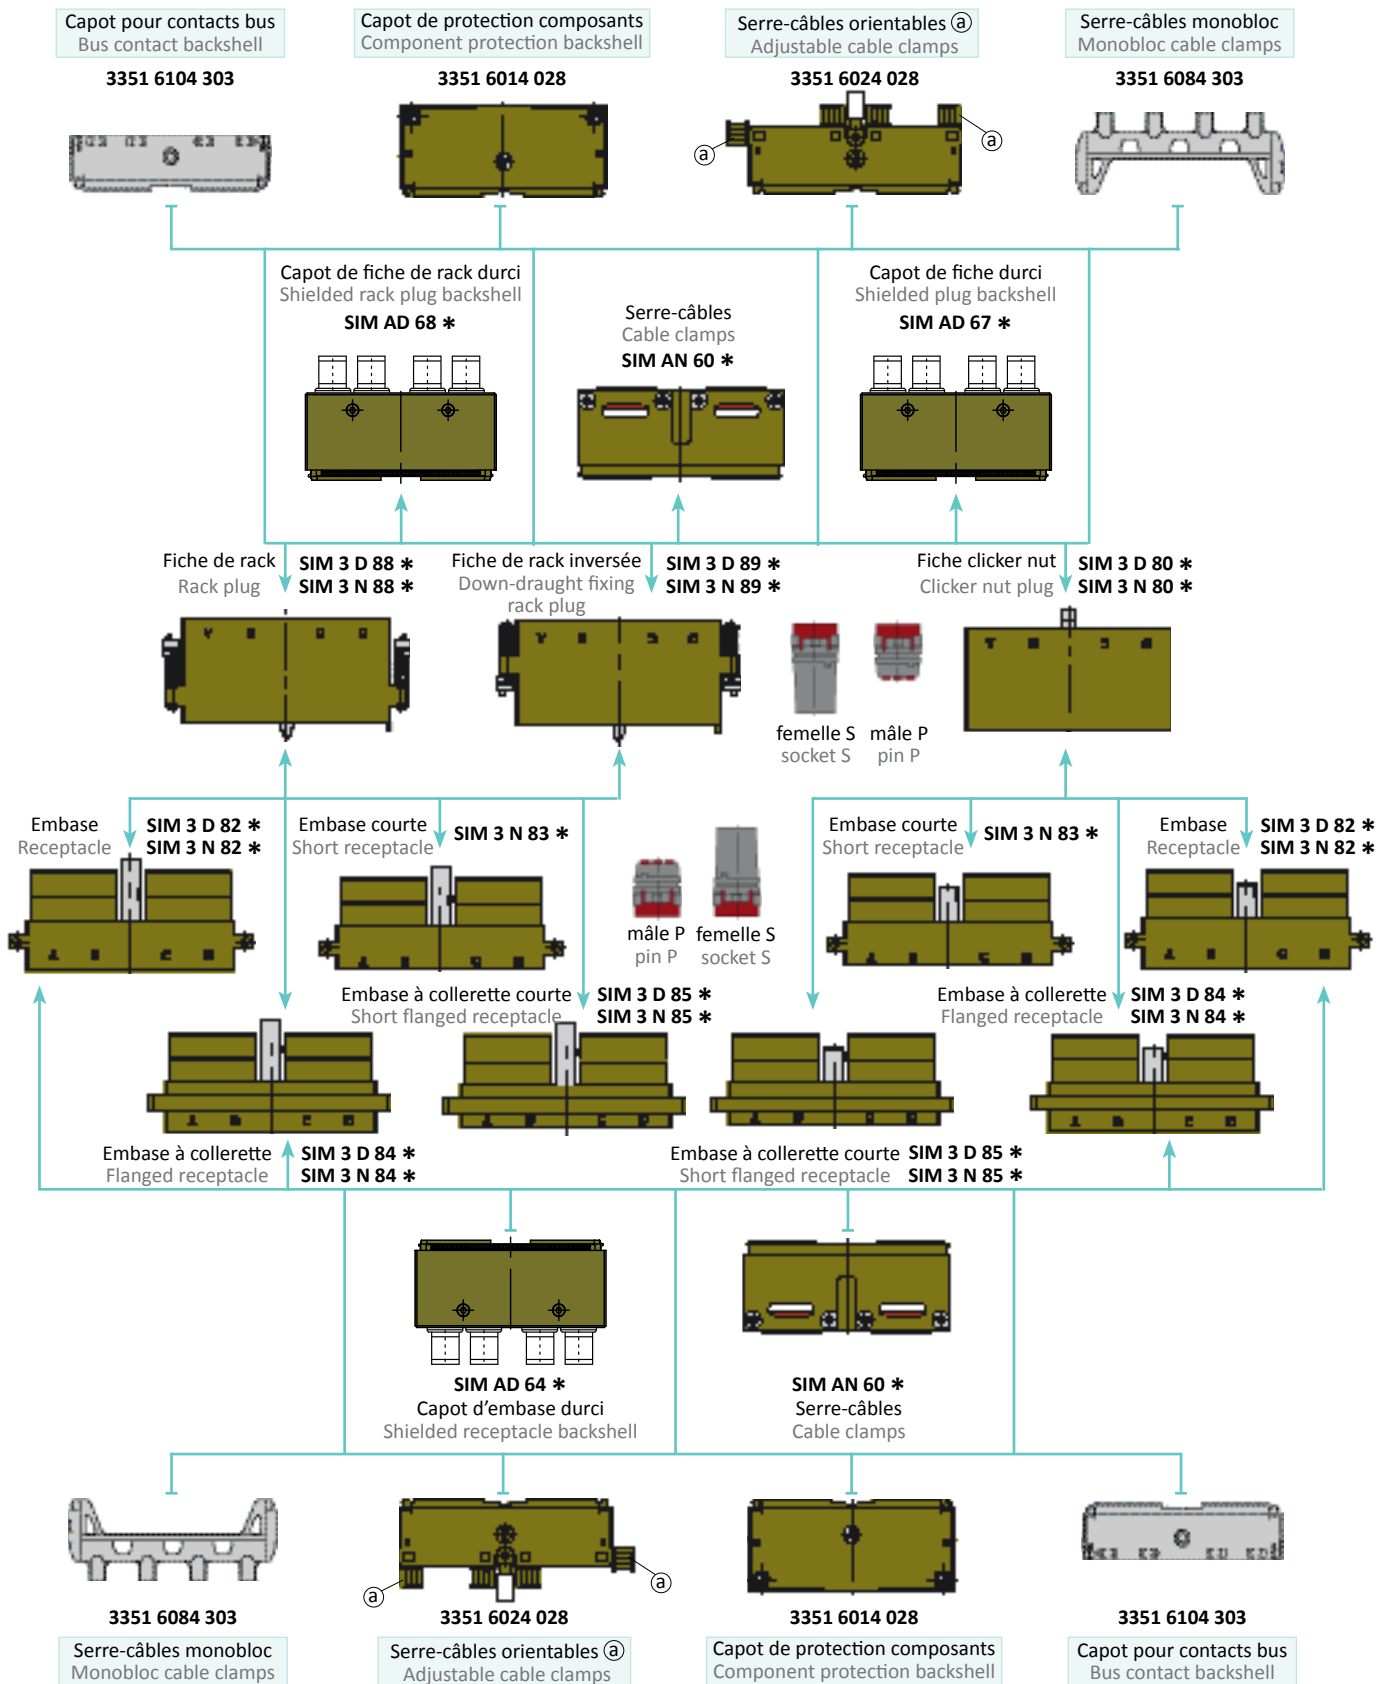 Capot pour contacts bus
Bus contact backshell
3351 6104 303
Capot de protection composants
Component protection backshell
3351 6014 028
Serre-câbles orientables ⓐ
Adjustable cable clamps
3351 6024 028
Serre-câbles monobloc
Monobloc cable clamps
3351 6084 303
ⓐ
ⓐ
Capot de fiche de rack durci
Shielded rack plug backshell
SIM AD 68 *
Serre-câbles
Cable clamps
SIM AN 60 *
Capot de fiche durci
Shielded plug backshell
SIM AD 67 *
Fiche de rack
Rack plug
SIM 3 D 88 *
SIM 3 N 88 *
Fiche de rack inversée
Down-draught fixing
rack plug
SIM 3 D 89 *
SIM 3 N 89 *
Fiche clicker nut
Clicker nut plug
SIM 3 D 80 *
SIM 3 N 80 *
femelle S
socket S
mâle P
pin P
Embase
Receptacle
SIM 3 D 82 *
SIM 3 N 82 *
Embase courte
Short receptacle
SIM 3 N 83 *
Embase courte
Short receptacle
SIM 3 N 83 *
Embase
Receptacle
SIM 3 D 82 *
SIM 3 N 82 *
mâle P
pin P
femelle S
socket S
Embase à collerette courte
Short flanged receptacle
SIM 3 D 85 *
SIM 3 N 85 *
Embase à collerette
Flanged receptacle
SIM 3 D 84 *
SIM 3 N 84 *
Embase à collerette
Flanged receptacle
SIM 3 D 84 *
SIM 3 N 84 *
Embase à collerette courte
Short flanged receptacle
SIM 3 D 85 *
SIM 3 N 85 *
SIM AD 64 *
Capot d'embase durci
Shielded receptacle backshell
SIM AN 60 *
Serre-câbles
Cable clamps
ⓐ
ⓐ
3351 6084 303
Serre-câbles monobloc
Monobloc cable clamps
3351 6024 028
Serre-câbles orientables ⓐ
Adjustable cable clamps
3351 6014 028
Capot de protection composants
Component protection backshell
3351 6104 303
Capot pour contacts bus
Bus contact backshell